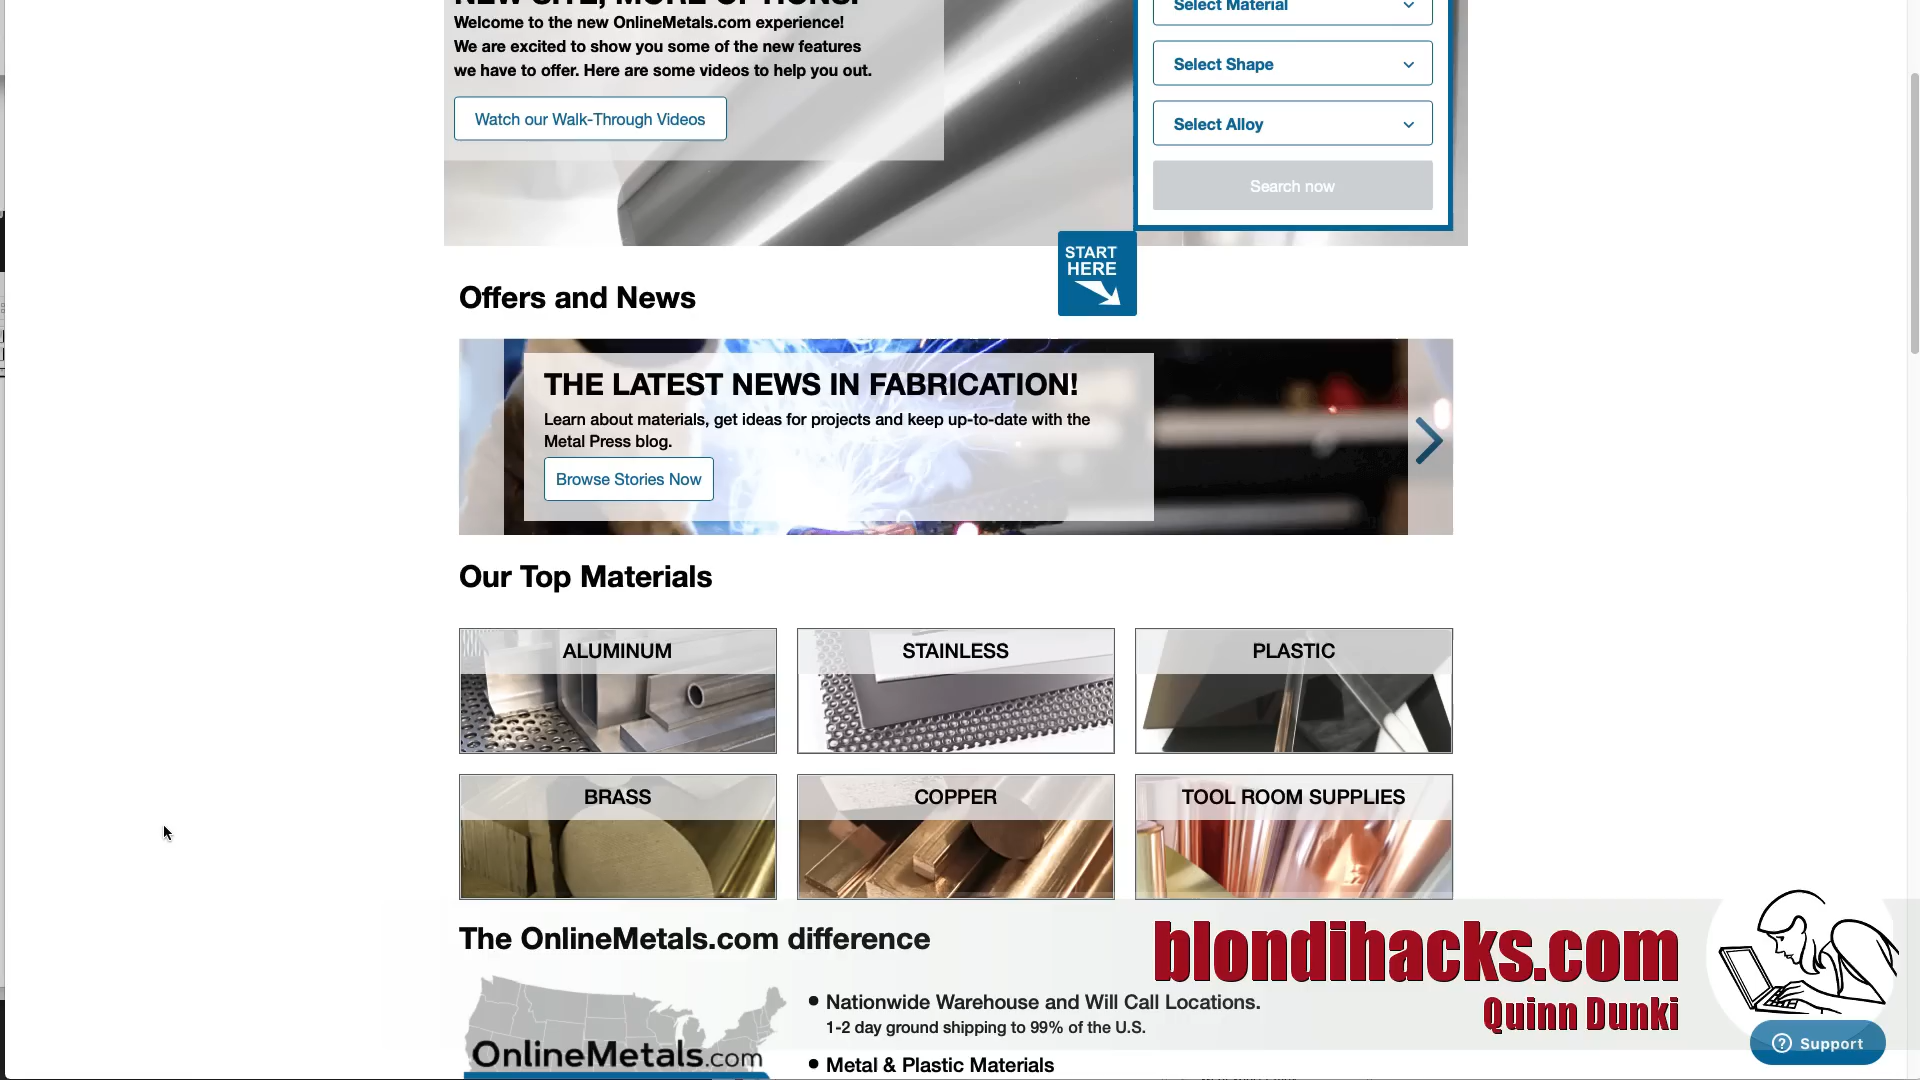 NEW SITE, MORE OPTIONS!
Welcome to the new OnlineMetals.com experience!
We are excited to show you some of the new features
we have to offer. Here are some videos to help you out.
Watch our Walk-Through Videos
Select Material
Select Shape
Select Alloy
Search now
START
HERE
Offers and News
THE LATEST NEWS IN FABRICATION!
Learn about materials, get ideas for projects and keep up-to-date with the
Metal Press blog.
Browse Stories Now
Our Top Materials
ALUMINUM
STAINLESS
PLASTIC
BRASS
COPPER
TOOL ROOM SUPPLIES
The OnlineMetals.com difference
OnlineMetals.com
• Nationwide Warehouse and Will Call Locations.
1-2 day ground shipping to 99% of the U.S.
• Metal & Plastic Materials
blondihacks.com
Quinn Dunki
? Support